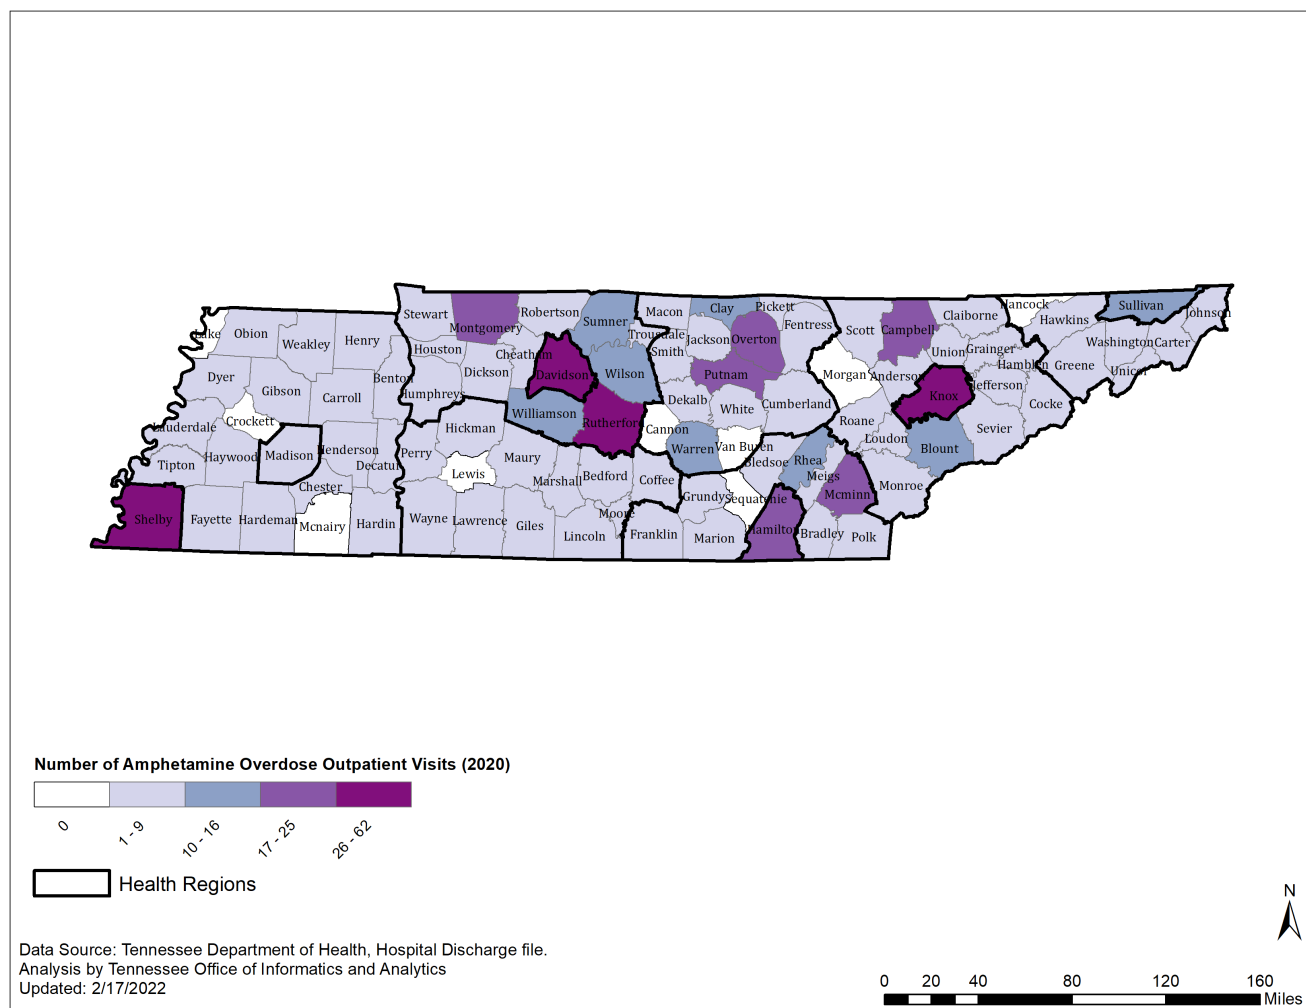 Stewart
Montgomery
Robertson
Sumner
Macon
Clay
Pickett
Hancock
Claiborne
Sullivan
Johnson
Lake
Obion
Weakley
Henry
Houston
Cheatham
Trousdale
Smith
Jackson
Overton
Fentress
Scott
Campbell
Union
Grainger
Hawkins
Washington
Carter
Dyer
Gibson
Carroll
Benton
Humphreys
Dickson
Davidson
Wilson
Putnam
Morgan
Anderson
Hamblen
Jefferson
Greene
Unicoi
Lauderdale
Crockett
Williamson
Rutherford
Dekalb
White
Cumberland
Knox
Cocke
Tipton
Haywood
Madison
Henderson
Decatur
Perry
Hickman
Maury
Cannon
Warren
Van Buren
Bledsoe
Rhea
Roane
Loudon
Blount
Sevier
Lewis
Marshall
Bedford
Coffee
Grundy
Sequatchie
Meigs
Mcminn
Monroe
Shelby
Fayette
Hardeman
Chester
Mcnairy
Hardin
Wayne
Lawrence
Giles
Moore
Lincoln
Franklin
Marion
Hamilton
Bradley
Polk
Number of Amphetamine Overdose Outpatient Visits (2020)
0
1 - 9
10 - 16
17 - 25
26 - 62
Health Regions
Data Source: Tennessee Department of Health, Hospital Discharge file.
Analysis by Tennessee Office of Informatics and Analytics
Updated: 2/17/2022
N
0 20 40 80 120 160
Miles